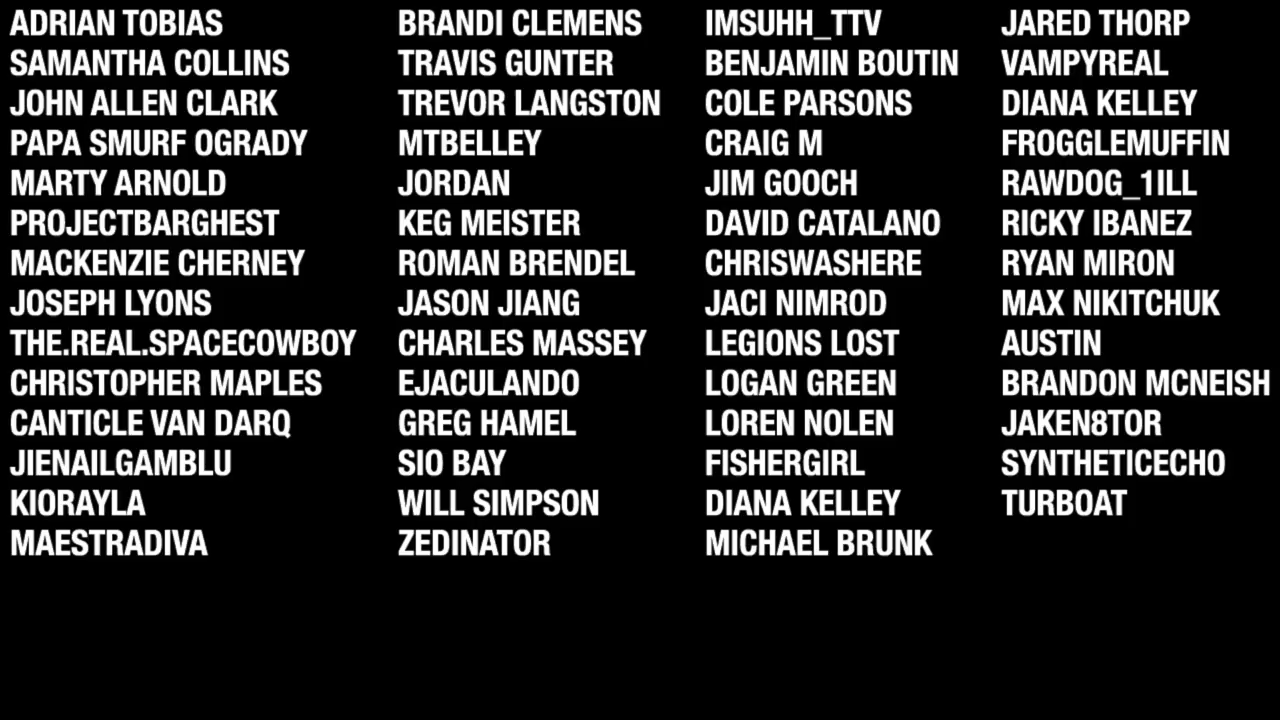 ADRIAN TOBIAS
SAMANTHA COLLINS
JOHN ALLEN CLARK
PAPA SMURF OGRADY
MARTY ARNOLD
PROJECTBARGHEST
MACKENZIE CHERNEY
JOSEPH LYONS
THE.REAL.SPACECOWBOY
CHRISTOPHER MAPLES
CANTICLE VAN DARQ
JIENAILGAMBLU
KIORAYLA
MAESTRADIVA
BRANDI CLEMENS
TRAVIS GUNTER
TREVOR LANGSTON
MTBELLEY
JORDAN
KEG MEISTER
ROMAN BRENDEL
JASON JIANG
CHARLES MASSEY
EJACULANDO
GREG HAMEL
SIO BAY
WILL SIMPSON
ZEDINATOR
IMSUHH_TTV
BENJAMIN BOUTIN
COLE PARSONS
CRAIG M
JIM GOOCH
DAVID CATALANO
CHRISWASHERE
JACI NIMROD
LEGIONS LOST
LOGAN GREEN
LOREN NOLEN
FISHERGIRL
DIANA KELLEY
MICHAEL BRUNK
JARED THORP
VAMPYREAL
DIANA KELLEY
FROGGLEMUFFIN
RAWDOG_1ILL
RICKY IBANEZ
RYAN MIRON
MAX NIKITCHUK
AUSTIN
BRANDON MCNEISH
JAKEN8TOR
SYNTHETICECHO
TURBOAT